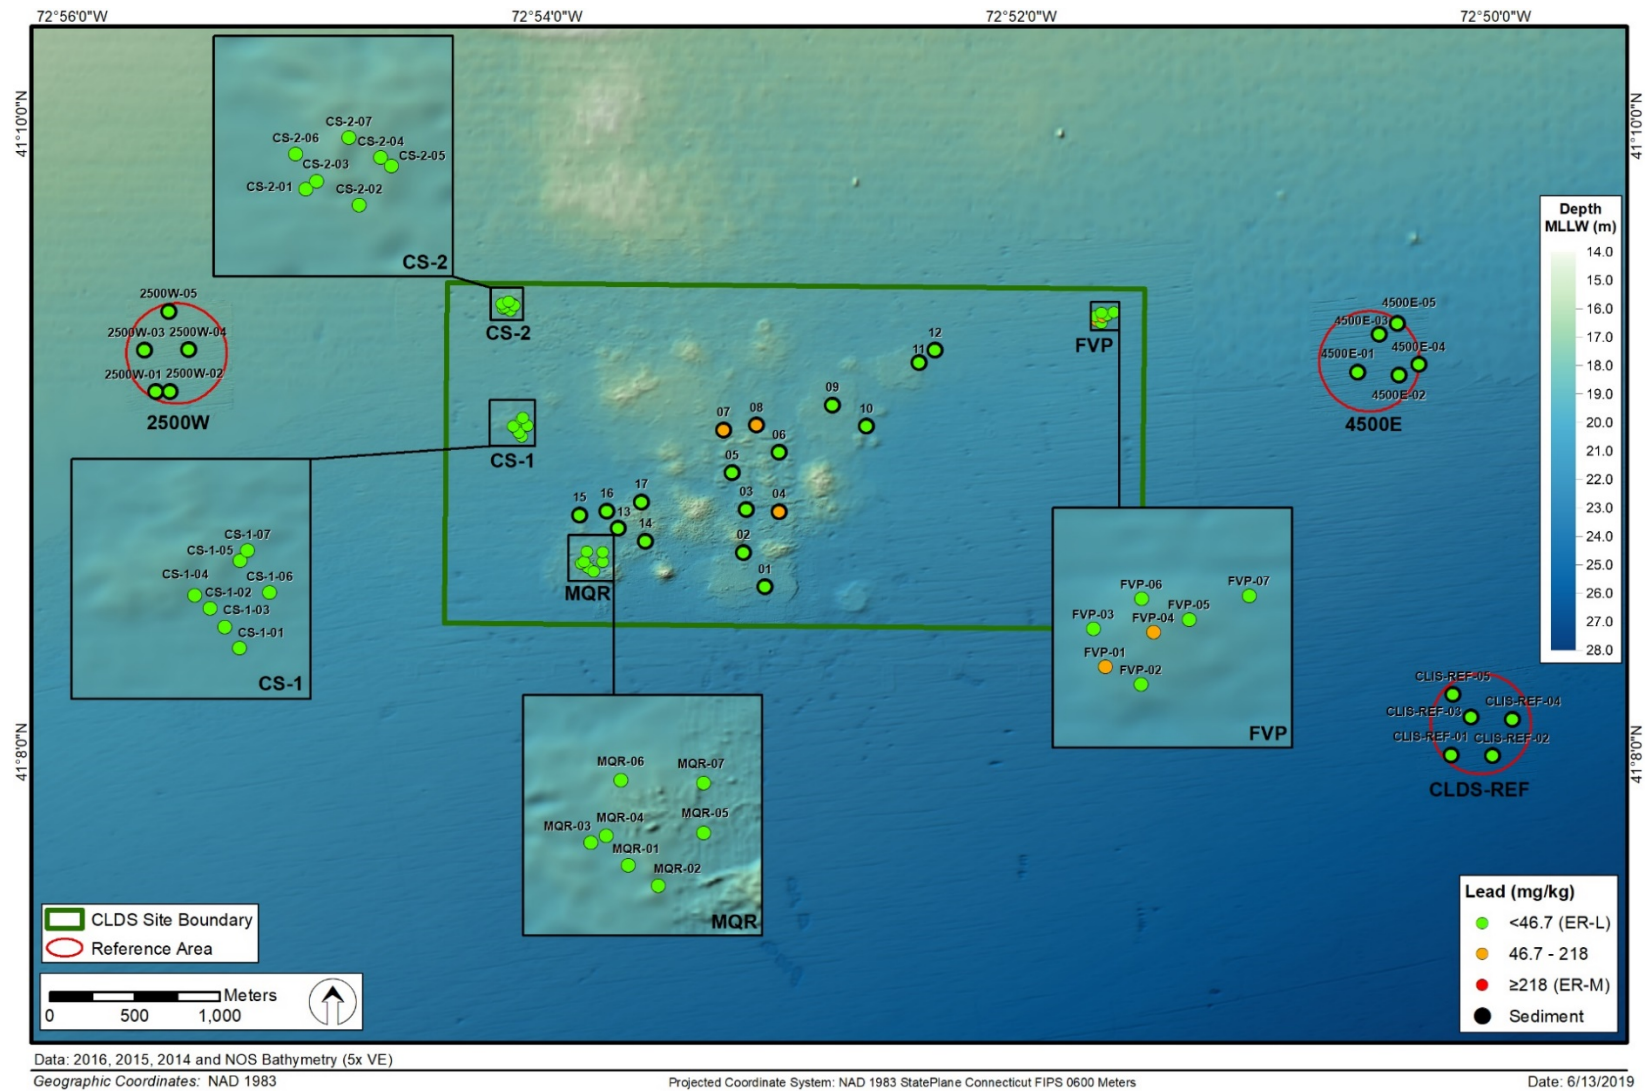 72°56'0"W 72°54'0"W 72°52'0"W 72°50'0"W
41°10'0"N
41°10'0"N
CS-2-07
CS-2-06
CS-2-04
CS-2-05
CS-2-03
CS-2-01
CS-2-02
CS-2
Depth
MLLW (m)
14.0
15.0
16.0
17.0
18.0
19.0
20.0
21.0
22.0
23.0
24.0
25.0
26.0
27.0
28.0
2500W-05
2500W-03
2500W-04
2500W-01
2500W-02
2500W
CS-2
CS-1
FVP
4500E-05
4500E-03
4500E-04
4500E-01
4500E-02
4500E
12
11
09
10
07
08
06
05
03
04
02
01
15
16
17
13
14
MQR
CS-1-07
CS-1-05
CS-1-04
CS-1-06
CS-1-02
CS-1-03
CS-1-01
CS-1
FVP-06
FVP-07
FVP-03
FVP-05
FVP-04
FVP-01
FVP-02
FVP
CLIS-REF-05
CLIS-REF-04
CLIS-REF-03
CLIS-REF-01
CLIS-REF-02
CLDS-REF
41°8'0"N
41°8'0"N
MQR-06
MQR-07
MQR-05
MQR-04
MQR-03
MQR-01
MQR-02
MQR
CLDS Site Boundary
Reference Area
Meters
0 500 1,000
Lead (mg/kg)
<46.7 (ER-L)
46.7 - 218
≥218 (ER-M)
Sediment
Data: 2016, 2015, 2014 and NOS Bathymetry (5x VE)
Geographic Coordinates: NAD 1983
Projected Coordinate System: NAD 1983 StatePlane Connecticut FIPS 0600 Meters
Date: 6/13/2019